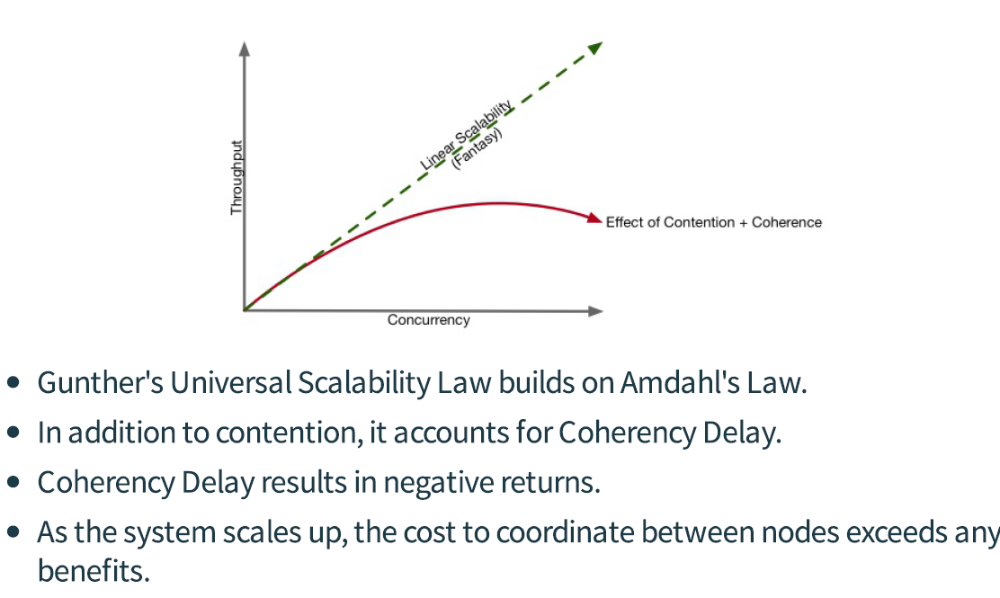 Linear Scalability
(Fantasy)
Throughput
Effect of Contention + Coherence
Concurrency
• Gunther's Universal Scalability Law builds on Amdahl's Law.
• In addition to contention, it accounts for Coherency Delay.
• Coherency Delay results in negative returns.
• As the system scales up, the cost to coordinate between nodes exceeds any
benefits.